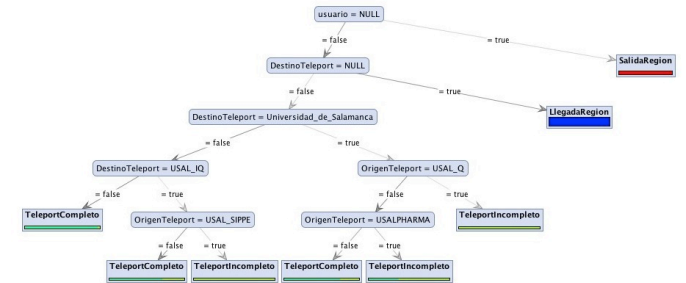 usuario = NULL
= false
= true
DestinoTeleport = NULL
SalidaRegion
= false
= true
DestinoTeleport = Universidad_de_Salamanca
LlegadaRegion
= false
= true
DestinoTeleport = USAL_IQ
OrigenTeleport = USAL_Q
= false
= true
= false
= true
TeleportCompleto
OrigenTeleport = USAL_SIPPE
OrigenTeleport = USALPHARMA
TeleportIncompleto
= false
= true
= false
= true
TeleportCompleto
TeleportIncompleto
TeleportCompleto
TeleportIncompleto